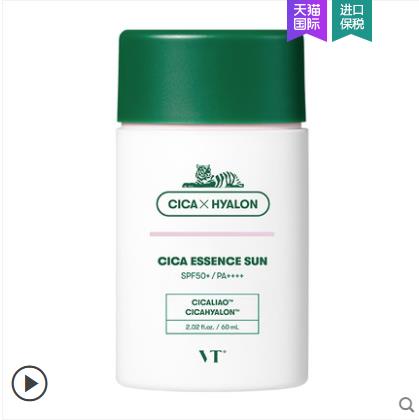 天猫
国际
进口
保税
CICA×HYALON
CICA ESSENCE SUN
SPF50+ / PA++++
CICALIAO™
CICAHYALON™
2.02 fl.oz. / 60 mL
VT®